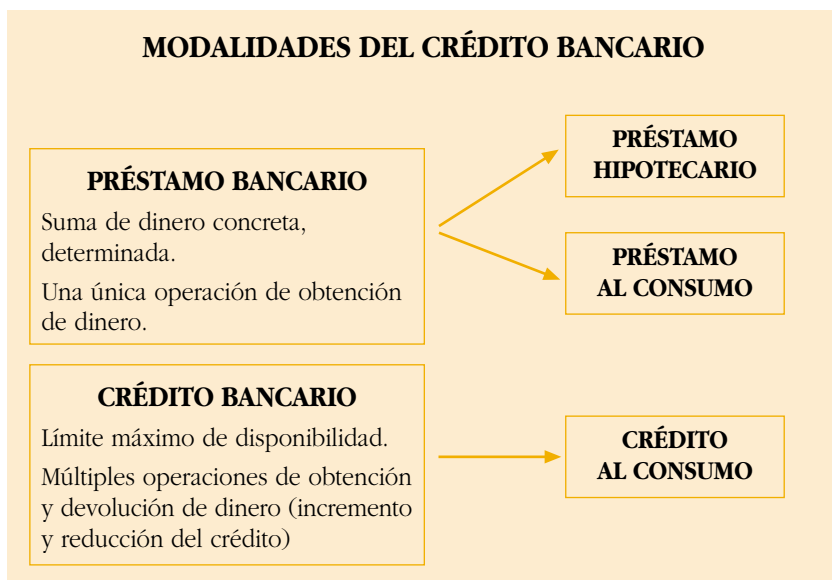 MODALIDADES DEL CRÉDITO BANCARIO
PRÉSTAMO BANCARIO
Suma de dinero concreta,
determinada.
Una única operación de obtención
de dinero.
PRÉSTAMO
HIPOTECARIO
PRÉSTAMO
AL CONSUMO
CRÉDITO BANCARIO
Límite máximo de disponibilidad.
Múltiples operaciones de obtención
y devolución de dinero (incremento
y reducción del crédito)
CRÉDITO
AL CONSUMO